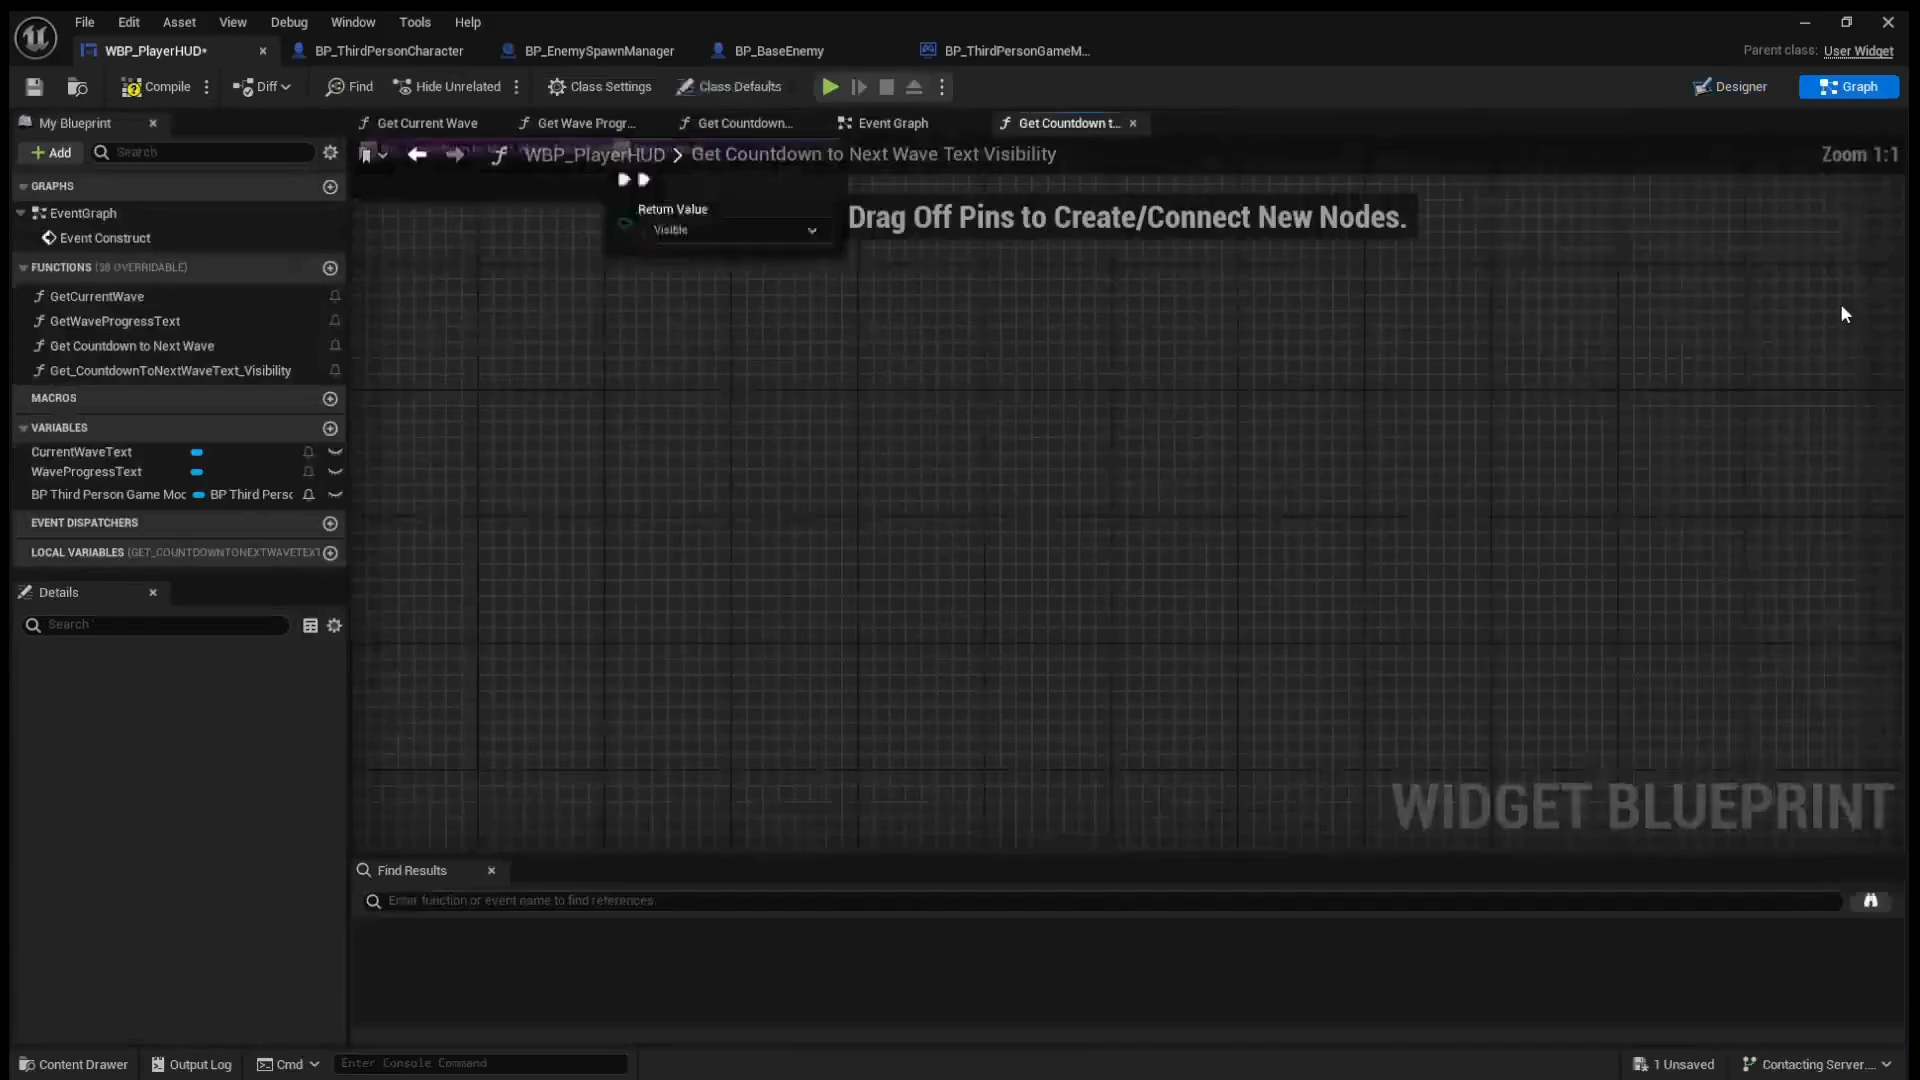 File Edit Asset View Debug Window Tools Help
WBP_PlayerHUD* BP_ThirdPersonCharacter BP_EnemySpawnManager BP_BaseEnemy BP_ThirdPersonGameM... Parent class: User Widget
Compile Diff Find Hide Unrelated Class Settings Class Defaults Designer Graph
My Blueprint Get Current Wave Get Wave Progr... Get Countdown... Event Graph Get Countdown t...
Add Search WBP_PlayerHUD > Get Countdown to Next Wave Text Visibility Zoom 1:1
GRAPHS
EventGraph
Event Construct
FUNCTIONS (38 OVERRIDABLE)
GetCurrentWave
GetWaveProgressText
Get Countdown to Next Wave
Get_CountdownToNextWaveText_Visibility
MACROS
VARIABLES
CurrentWaveText
WaveProgressText
BP Third Person Game Moc BP Third Persc
EVENT DISPATCHERS
LOCAL VARIABLES (GET_COUNTDOWNTONEXTWAVETEXT
Return Value
Visible
Drag Off Pins to Create/Connect New Nodes.
WIDGET BLUEPRINT
Details
Search
Find Results
Enter function or event name to find references.
Content Drawer Output Log Cmd Enter Console Command 1 Unsaved Contacting Server....